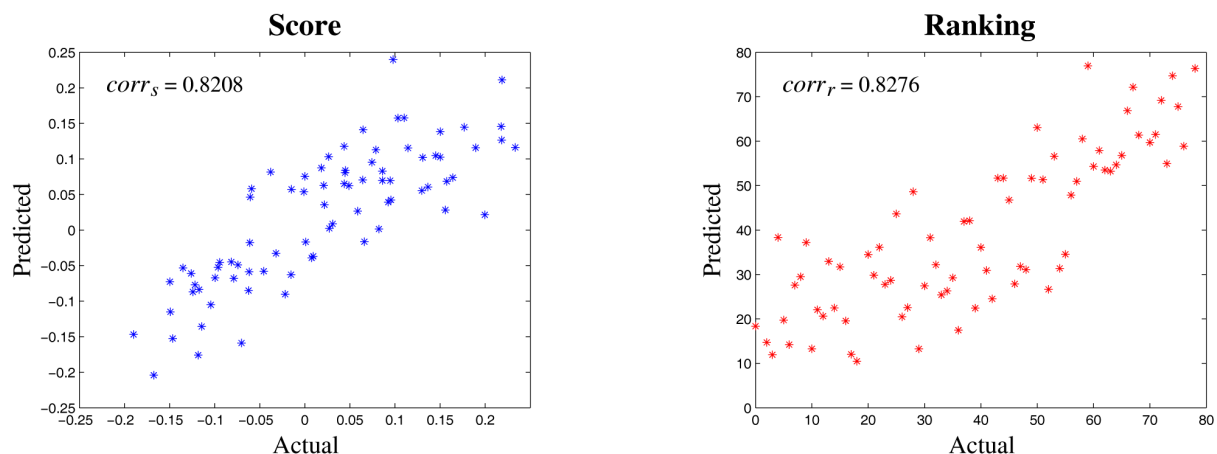 Score
corr_s = 0.8208
0.25
0.2
0.15
0.1
0.05
0
−0.05
−0.1
−0.15
−0.2
−0.25
Predicted
−0.25 −0.2 −0.15 −0.1 −0.05 0 0.05 0.1 0.15 0.2
Actual
Ranking
corr_r = 0.8276
80
70
60
50
40
30
20
10
0
Predicted
0 10 20 30 40 50 60 70 80
Actual